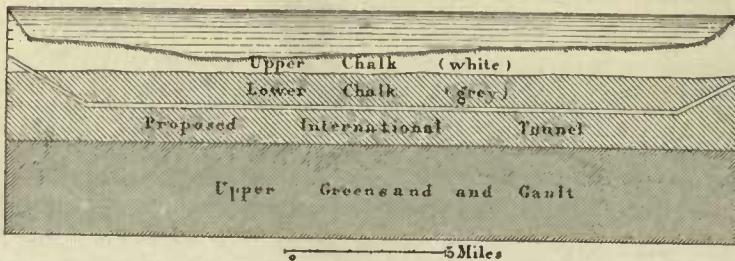 Upper Chalk (white)
Lower Chalk (grey)
Proposed International Tunnel
Upper Greensand and Gault
0 5 Miles